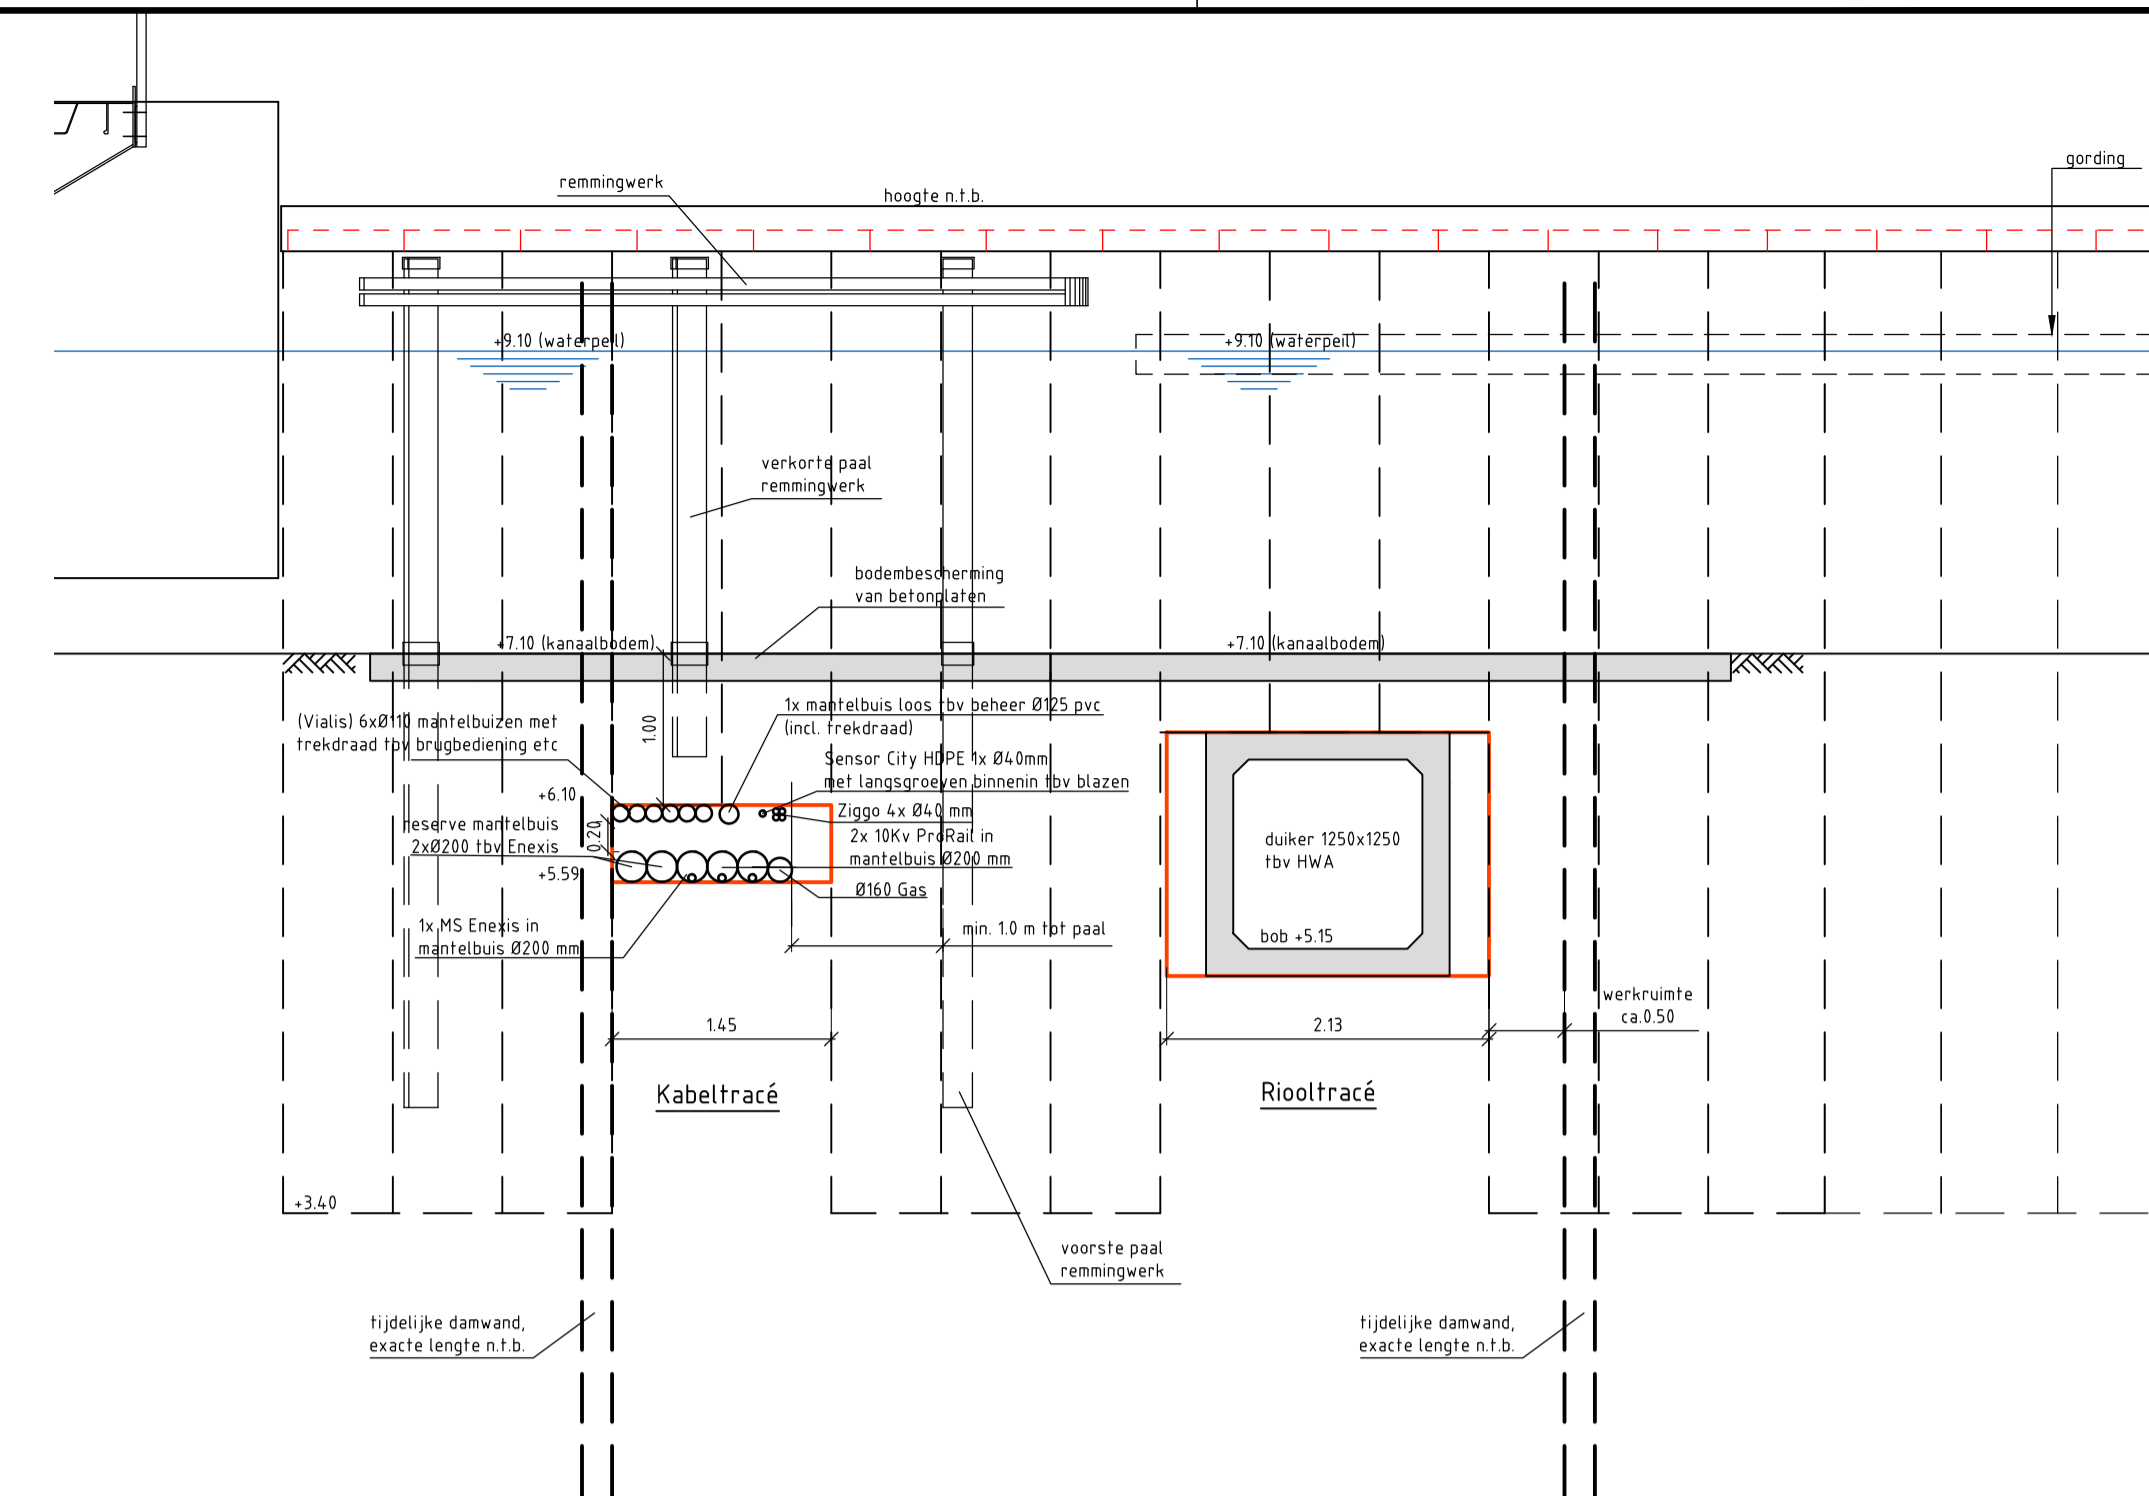 gording
remmingwerk
hoogte n.t.b.
+9.10 (waterpeil)
+9.10 (waterpeil)
verkorte paal
remmingwerk
bodembescherming
van betonplaten
+7.10 (kanaalbodem)
+7.10 (kanaalbodem)
1.00
1x mantelbuis loos tbv beheer Ø125 pvc
(incl. trekdraad)
(Vialis) 6xØ110 mantelbuizen met
trekdraad tbv brugbediening etc
Sensor City HDPE 1x Ø40mm
met langsgroeven binnenin tbv blazen
+6.10
Ziggo 4x Ø40 mm
0.20
reserve mantelbuis
2xØ200 tbv Enexis
2x 10Kv ProRail in
mantelbuis Ø200 mm
+5.59
Ø160 Gas
1x MS Enexis in
mantelbuis Ø200 mm
min. 1.0 m tot paal
duiker 1250x1250
tbv HWA
bob +5.15
werkruimte
ca.0.50
1.45
2.13
Kabeltracé
Riooltracé
+3.40
voorste paal
remmingwerk
tijdelijke damwand,
exacte lengte n.t.b.
tijdelijke damwand,
exacte lengte n.t.b.